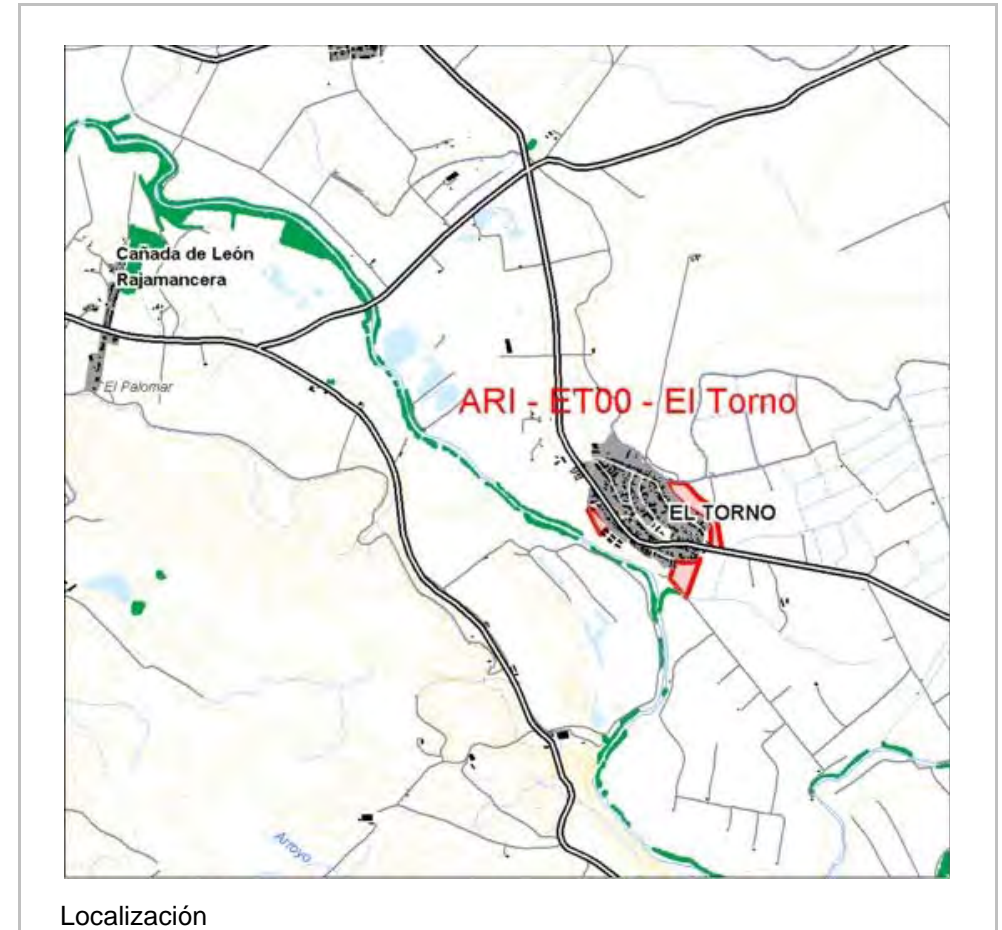 Cañada de León
Rajamancera
El Palomar
ARI - ET00 - El Torno
EL TORNO
Arroyo
Localización